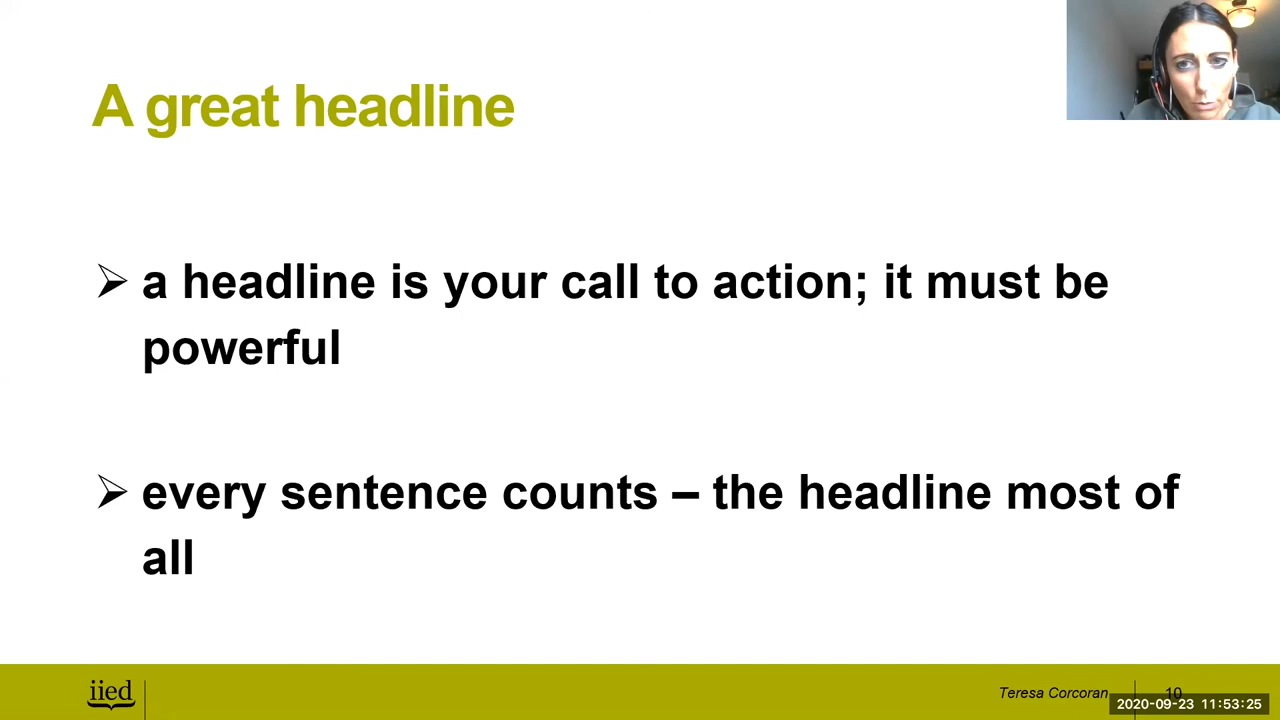 A great headline
➢ a headline is your call to action; it must be
powerful
➢ every sentence counts – the headline most of
all
iied
Teresa Corcoran
10
2020-09-23 11:53:25